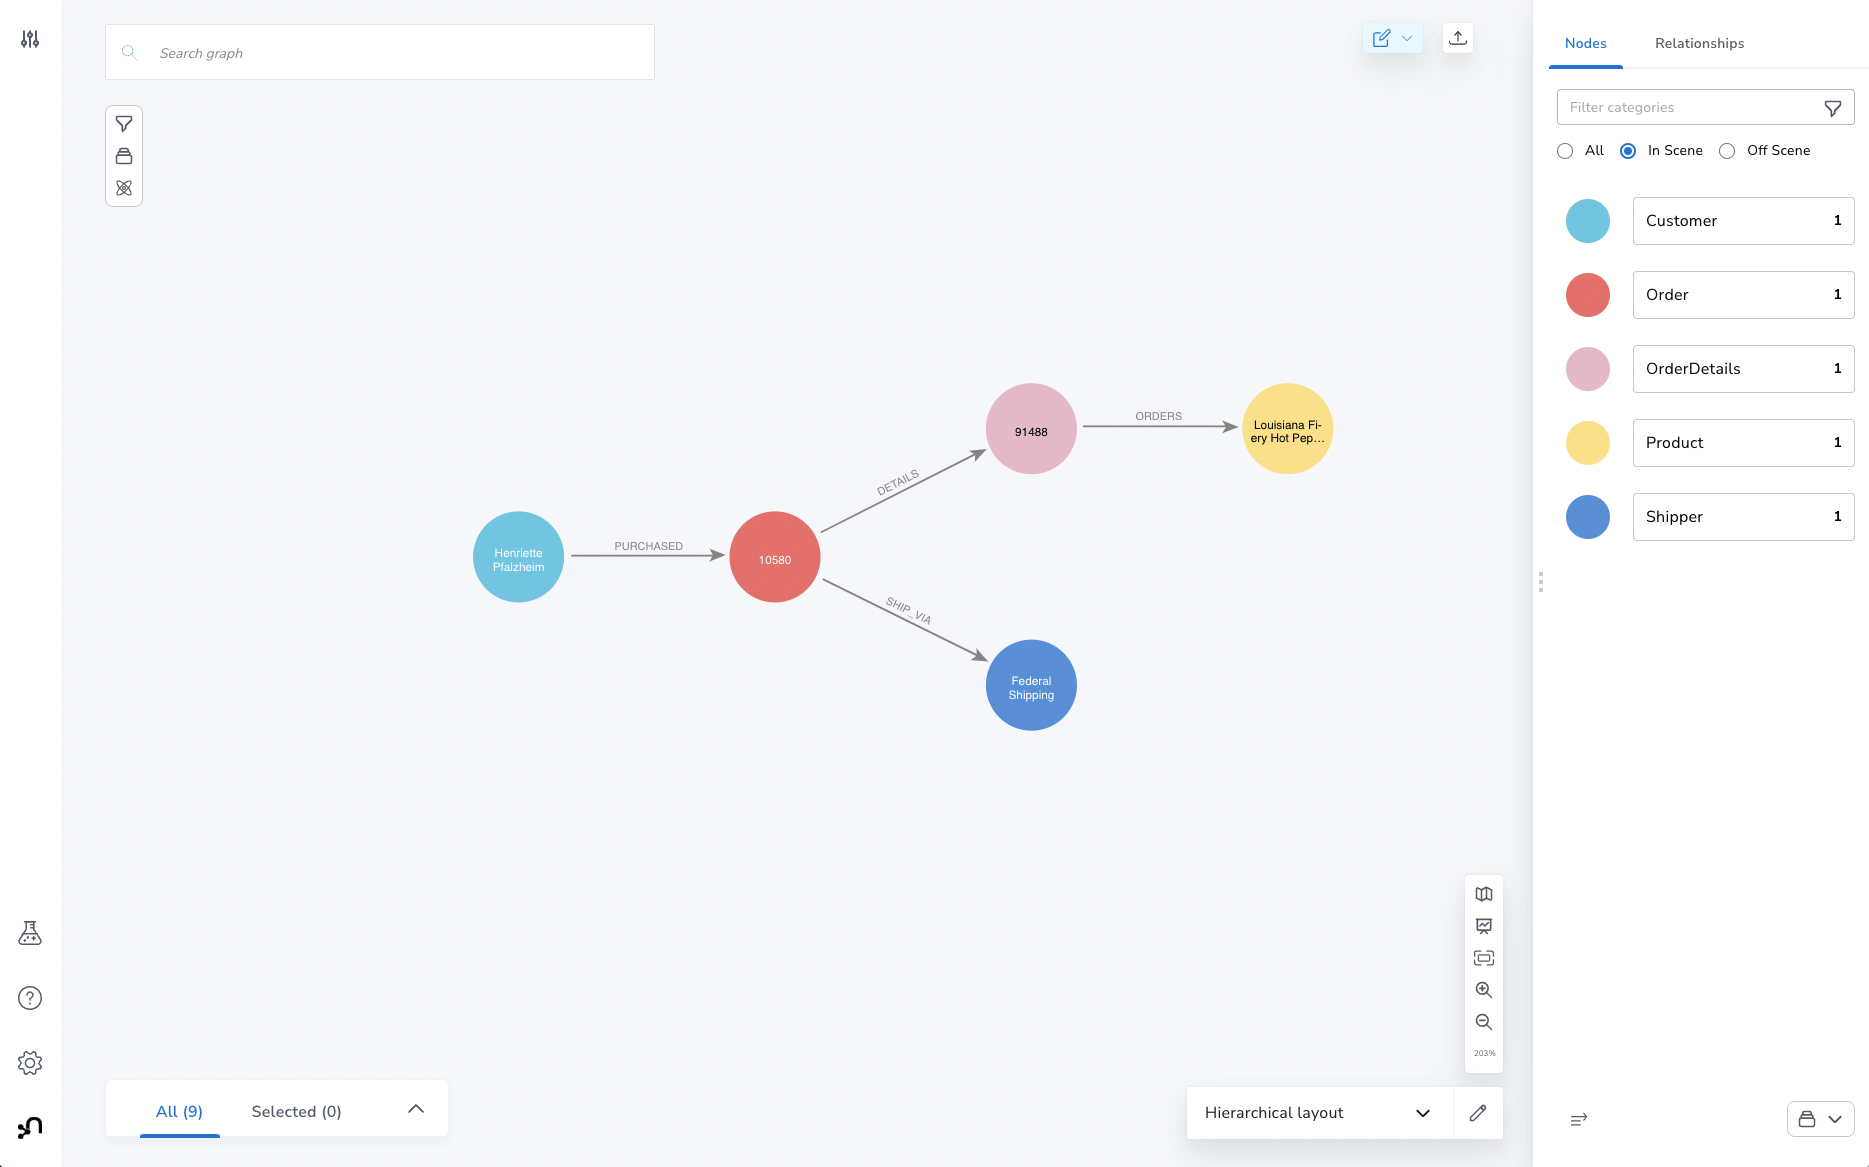 Search graph
Nodes
Relationships
Filter categories
All
In Scene
Off Scene
Customer 1
Order 1
OrderDetails 1
Product 1
Shipper 1
91488
ORDERS
Louisiana Fi-
ery Hot Pep...
DETAILS
Henriette
Pfalzheim
PURCHASED
10580
SHIP_VIA
Federal
Shipping
203%
All (9)
Selected (0)
Hierarchical layout